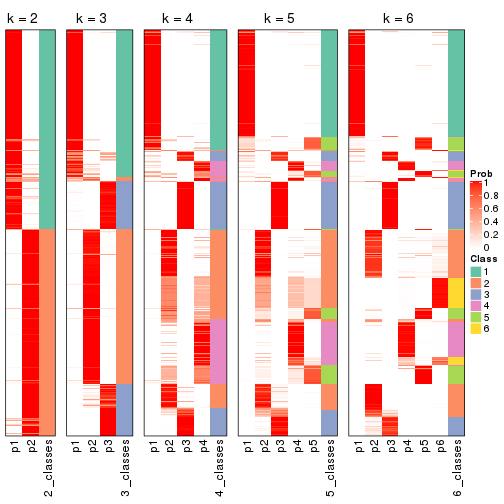 k = 2
k = 3
k = 4
k = 5
k = 6
Prob
1
0.8
0.6
0.4
0.2
0
Class
1
2
3
4
5
6
p1
p2
2_classes
p1
p2
p3
3_classes
p1
p2
p3
p4
4_classes
p1
p2
p3
p4
p5
5_classes
p1
p2
p3
p4
p5
p6
6_classes